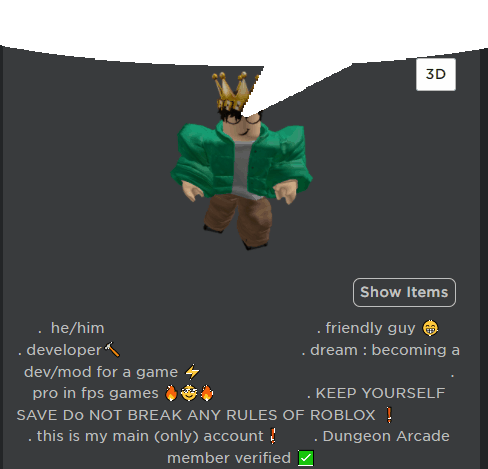 3D
Show Items
. he/him . friendly guy 😁
. developer🔨 . dream : becoming a
dev/mod for a game ⚡ .
pro in fps games 🔥🥸🔥 . KEEP YOURSELF
SAVE Do NOT BREAK ANY RULES OF ROBLOX ❗
. this is my main (only) account ❗ . Dungeon Arcade
member verified ✅